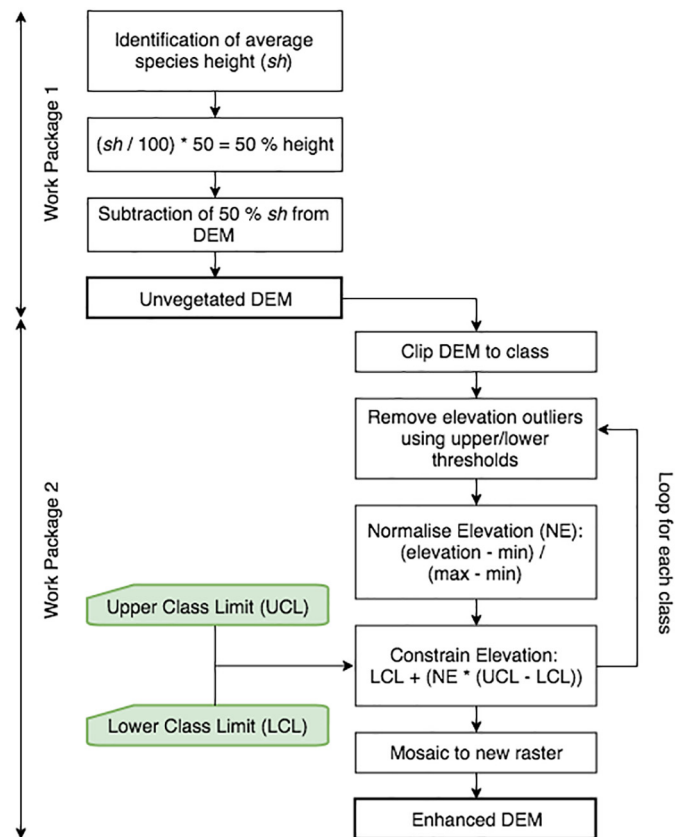 Work Package 1
Identification of average
species height (sh)
(sh / 100) * 50 = 50 % height
Subtraction of 50 % sh from
DEM
Unvegetated DEM
Work Package 2
Clip DEM to class
Remove elevation outliers
using upper/lower
thresholds
Normalise Elevation (NE):
(elevation - min) /
(max - min)
Loop for each class
Upper Class Limit (UCL)
Constrain Elevation:
LCL + (NE * (UCL - LCL))
Lower Class Limit (LCL)
Mosaic to new raster
Enhanced DEM